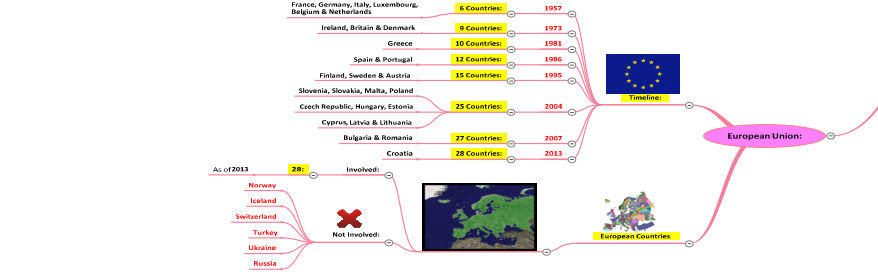 France, Germany, Italy, Luxembourg,
Belgium & Netherlands
6 Countries:
1957
Ireland, Britain & Denmark
9 Countries:
1973
Greece
10 Countries:
1981
Spain & Portugal
12 Countries:
1986
Finland, Sweden & Austria
15 Countries:
1995
Slovenia, Slovakia, Malta, Poland
Czech Republic, Hungary, Estonia
Cyprus, Latvia & Lithuania
25 Countries:
2004
Bulgaria & Romania
27 Countries:
2007
Croatia
28 Countries:
2013
Timeline:
European Union:
As of 2013
28:
Involved:
Norway
Iceland
Switzerland
Turkey
Ukraine
Russia
Not Involved:
European Countries